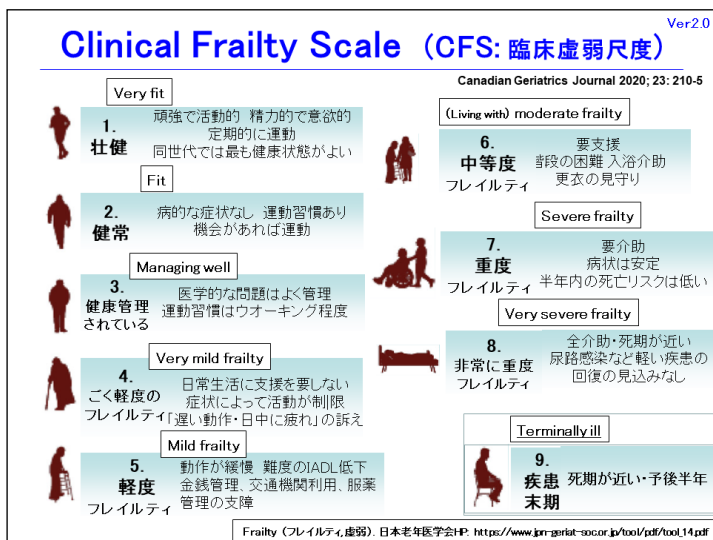 Ver2.0
Clinical Frailty Scale (CFS: 臨床虚弱尺度)
Canadian Geriatrics Journal 2020; 23: 210-5
Very fit
1.
壮健
頑強で活動的 精力的で意欲的
定期的に運動
同世代では最も健康状態がよい
Fit
2.
健常
病的な症状なし 運動習慣あり
機会があれば運動
Managing well
3.
健康管理
されている
医学的な問題はよく管理
運動習慣はウオーキング程度
Very mild frailty
4.
ごく軽度の
フレイルティ
日常生活に支援を要しない
症状によって活動が制限
「遅い動作・日中に疲れ」の訴え
Mild frailty
5.
軽度
フレイルティ
動作が緩慢 難度のIADL低下
金銭管理、交通機関利用、服薬
管理の支障
(Living with) moderate frailty
6.
中等度
フレイルティ
要支援
階段の困難 入浴介助
更衣の見守り
Severe frailty
7.
重度
フレイルティ
要介助
病状は安定
半年内の死亡リスクは低い
Very severe frailty
8.
非常に重度
フレイルティ
全介助・死期が近い
尿路感染など軽い疾患の
回復の見込みなし
Terminally ill
9.
疾患
末期
死期が近い・予後半年
Frailty (フレイルティ,虚弱). 日本老年医学会HP. https://www.jpn-geriat-soc.or.jp/tool/pdf/tool_14.pdf